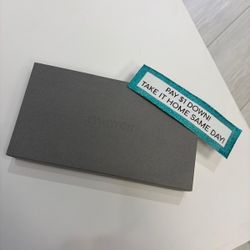 PAY $1 DOWN!
TAKE IT HOME SAME DAY!